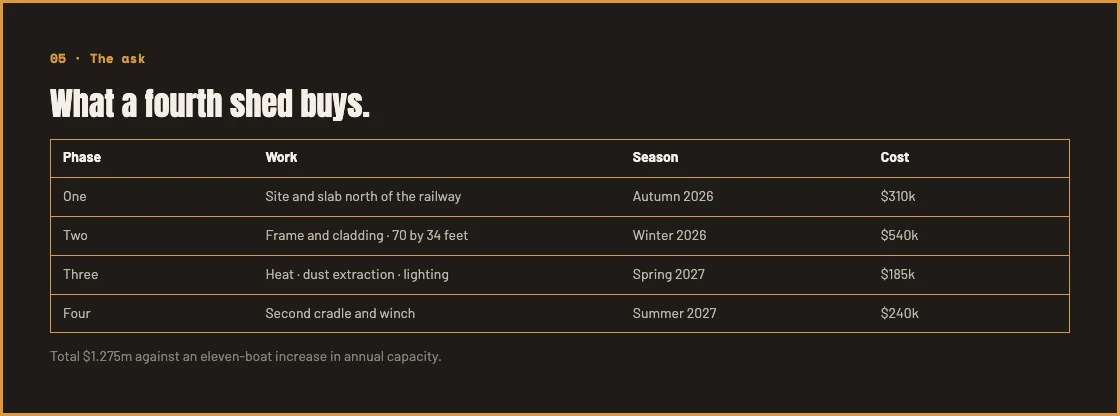 05 · The ask
What a fourth shed buys.
Phase Work Season Cost
One Site and slab north of the railway Autumn 2026 $310k
Two Frame and cladding · 70 by 34 feet Winter 2026 $540k
Three Heat · dust extraction · lighting Spring 2027 $185k
Four Second cradle and winch Summer 2027 $240k
Total $1.275m against an eleven-boat increase in annual capacity.